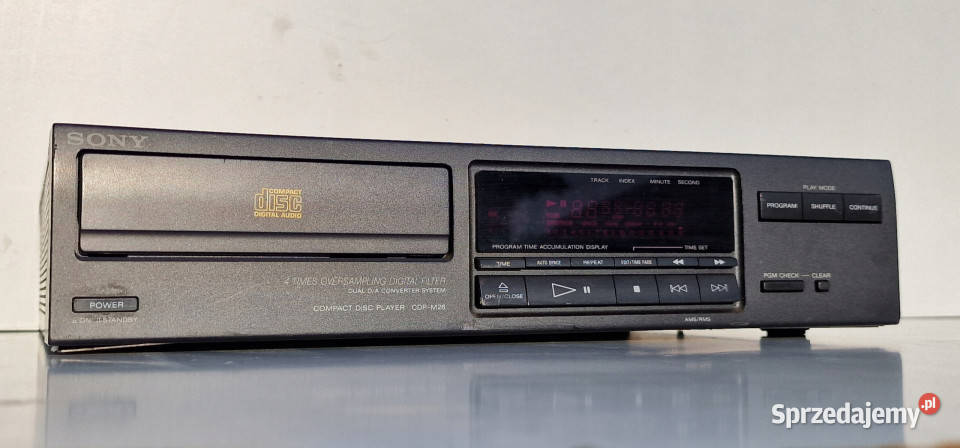 SONY
COMPACT
disc
DIGITAL AUDIO
4 TIMES OVERSAMPLING DIGITAL FILTER
DUAL D/A CONVERTER SYSTEM
COMPACT DISC PLAYER CDP-M26
POWER
ON STANDBY
TRACK INDEX MINUTE SECOND
PROGRAM TIME ACCUMULATION DISPLAY TIME SET
TIME AUTO SPACE REPEAT EDIT/TIME FADE
OPEN/CLOSE
AMS/RMS
PLAY MODE
PROGRAM SHUFFLE CONTINUE
PGM CHECK CLEAR
Sprzedajemy.pl